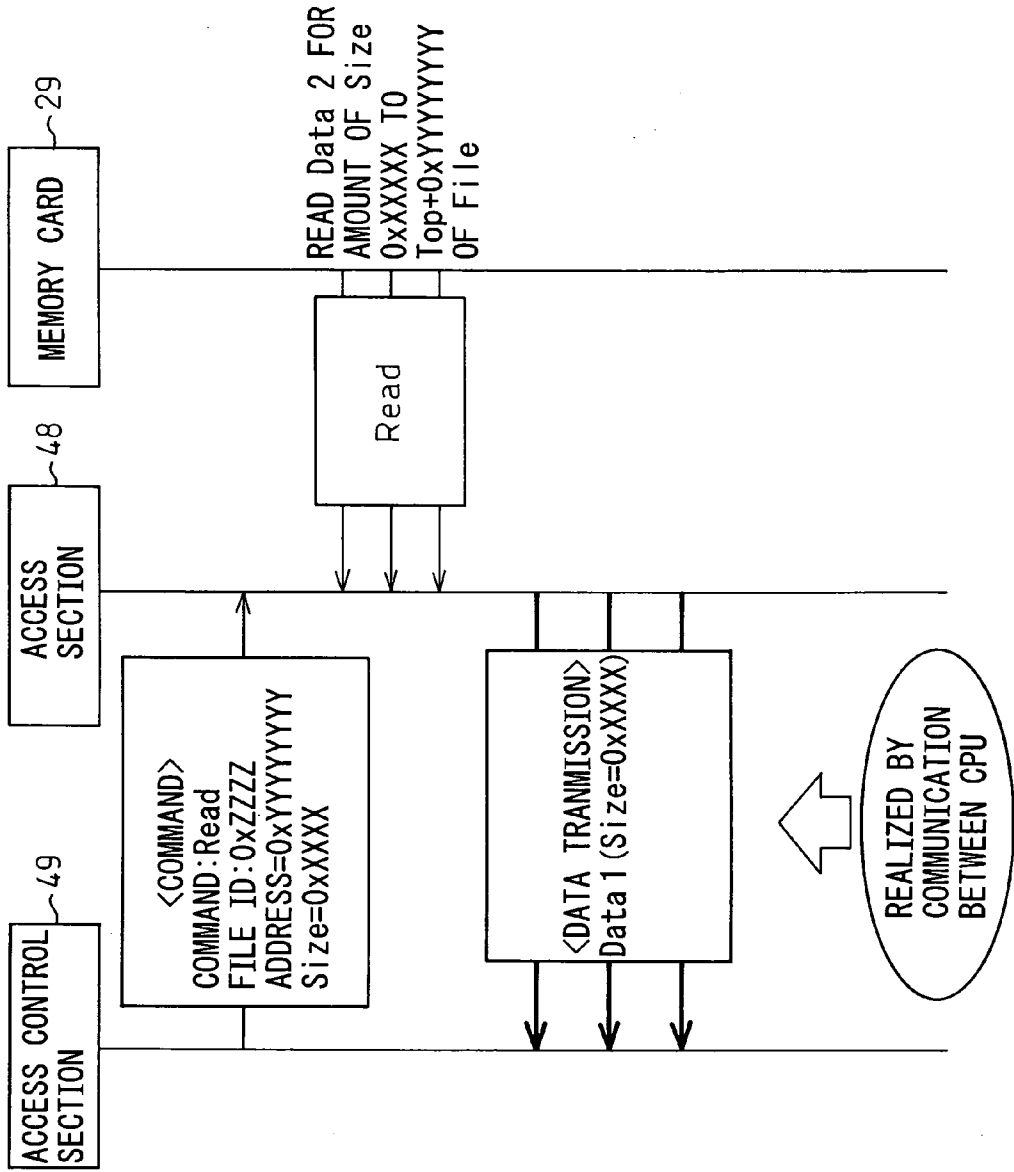 ACCESS CONTROL
SECTION
49
ACCESS
SECTION
48
MEMORY CARD
29
<COMMAND>
COMMAND:Read
FILE ID:0xZZZZ
ADDRESS=0xYYYYYYYY
Size=0xXXXX
Read
READ Data 2 FOR
AMOUNT OF Size
0xXXXXX TO
Top+0xYYYYYYYY
OF File
<DATA TRANMISSION>
Data1(Size=0xXXXX)
REALIZED BY
COMMUNICATION
BETWEEN CPU